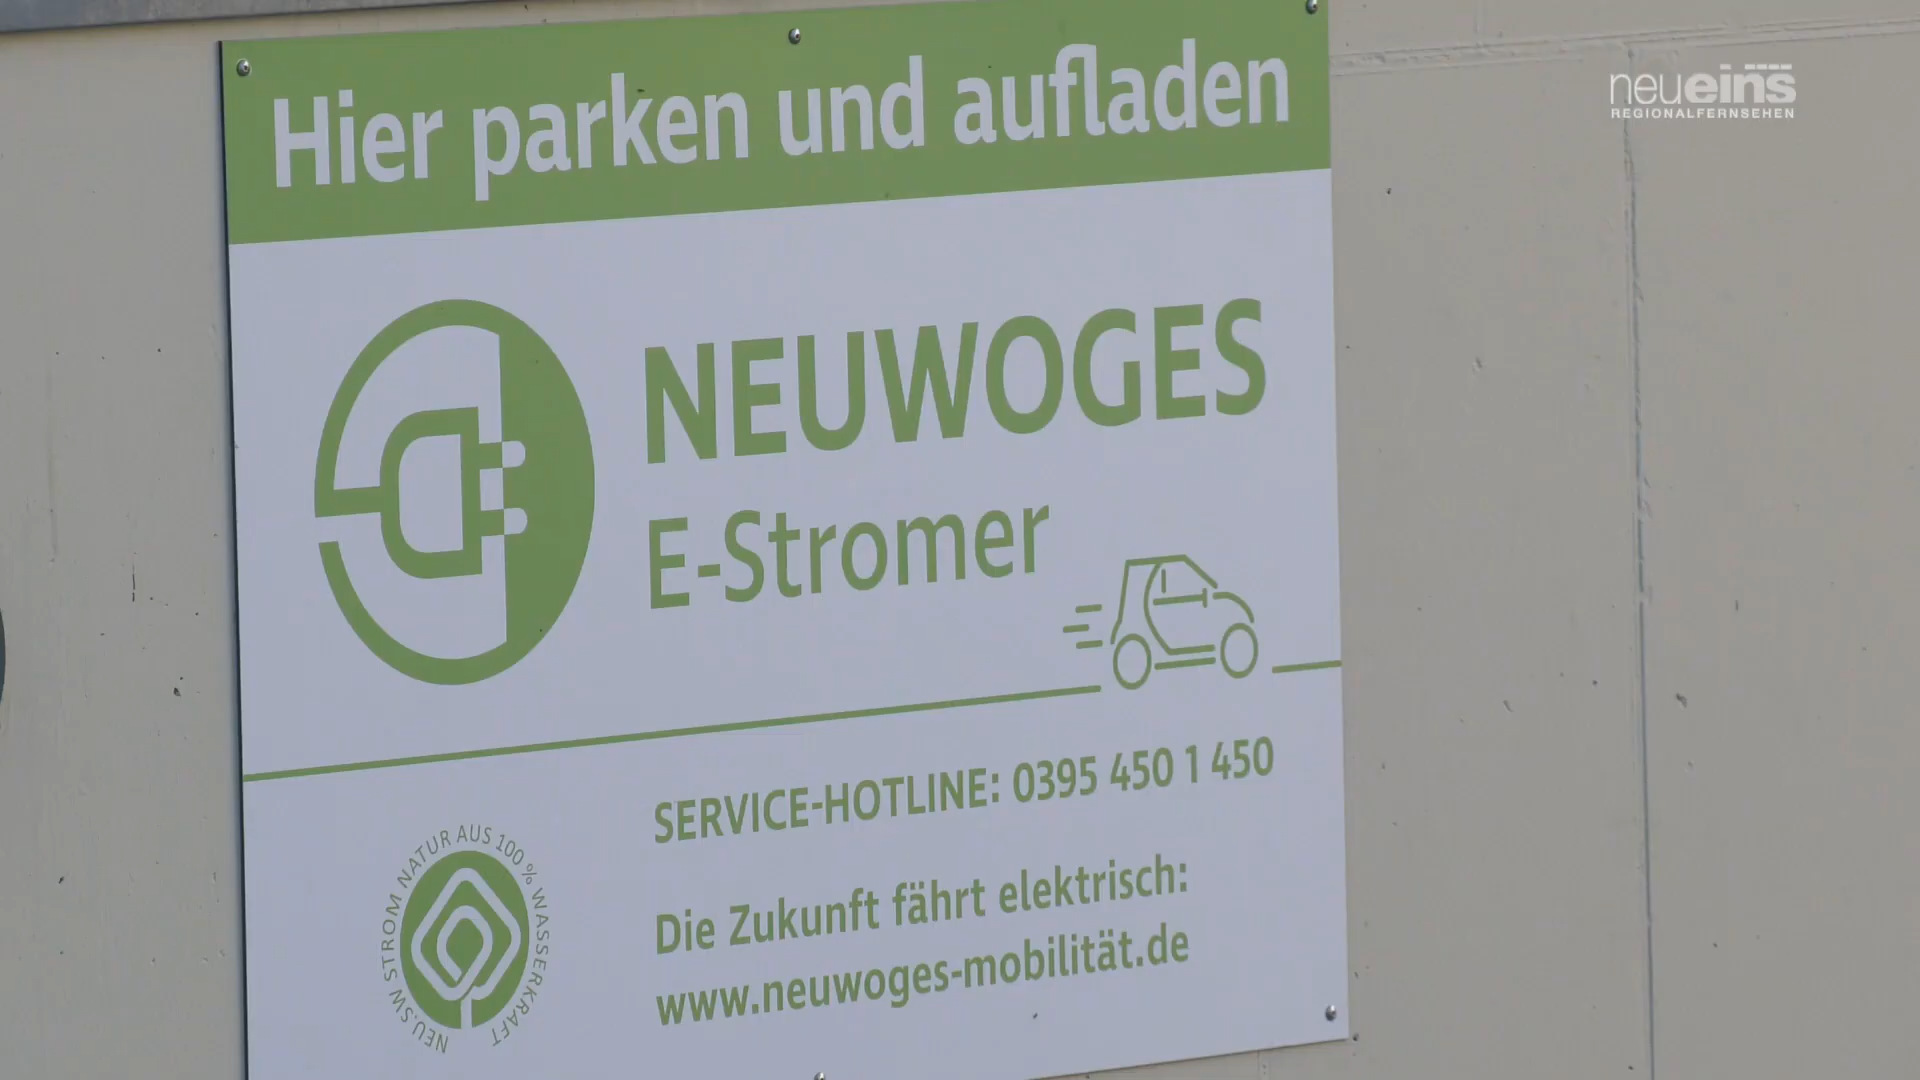 Hier parken und aufladen
neueins
REGIONALFERNSEHEN
NEUWOGES
E-Stromer
SERVICE-HOTLINE: 0395 450 1 450
Die Zukunft fährt elektrisch:
www.neuwoges-mobilität.de
NEU.SW STROM NATUR AUS 100 % WASSERKRAFT